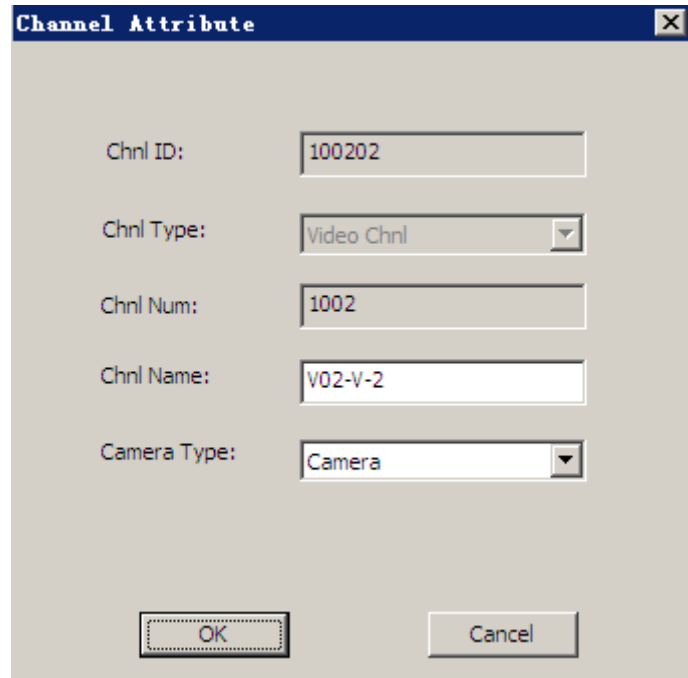 Channel Attribute
Chnl ID: 100202
Chnl Type: Video Chnl
Chnl Num: 1002
Chnl Name: V02-V-2
Camera Type: Camera
OK Cancel